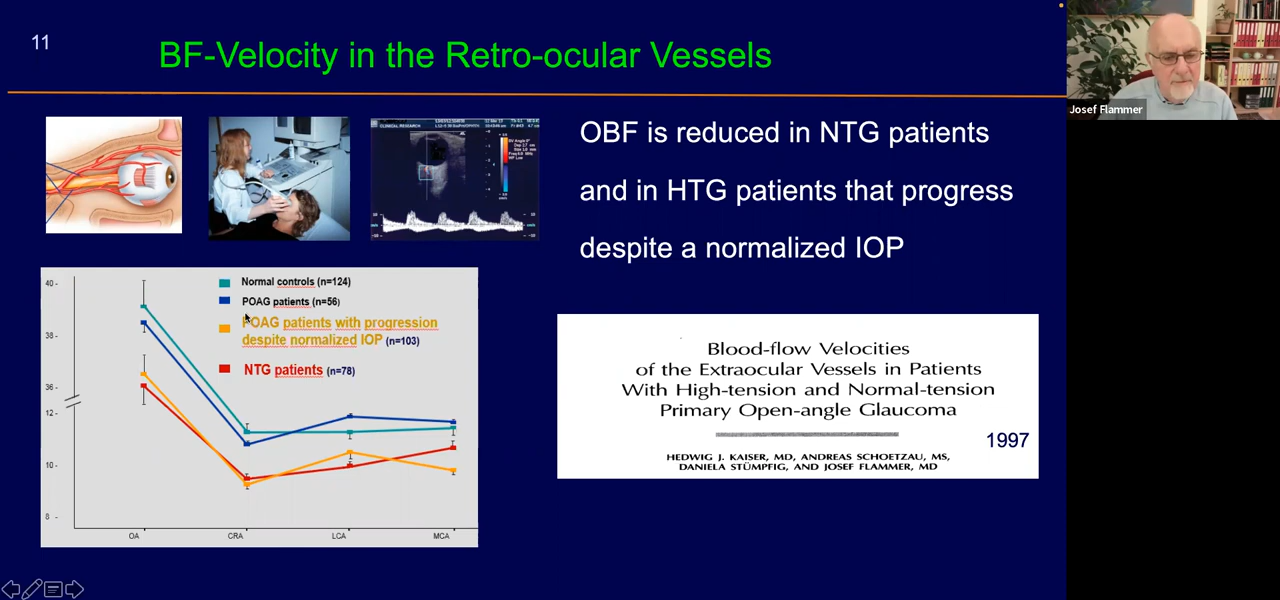 11
BF-Velocity in the Retro-ocular Vessels
Josef Flammer
CLINICAL RESEARCH
OBF is reduced in NTG patients
and in HTG patients that progress
despite a normalized IOP
40 -
38 -
36 -
12 -
10 -
8 -
Normal controls (n=124)
POAG patients (n=56)
POAG patients with progression
despite normalized IOP (n=103)
NTG patients (n=78)
OA
CRA
LCA
MCA
Blood-flow Velocities
of the Extraocular Vessels in Patients
With High-tension and Normal-tension
Primary Open-angle Glaucoma
1997
HEDWIG J. KAISER, MD, ANDREAS SCHOETZAU, MS,
DANIELA STÜMPFIG, AND JOSEF FLAMMER, MD